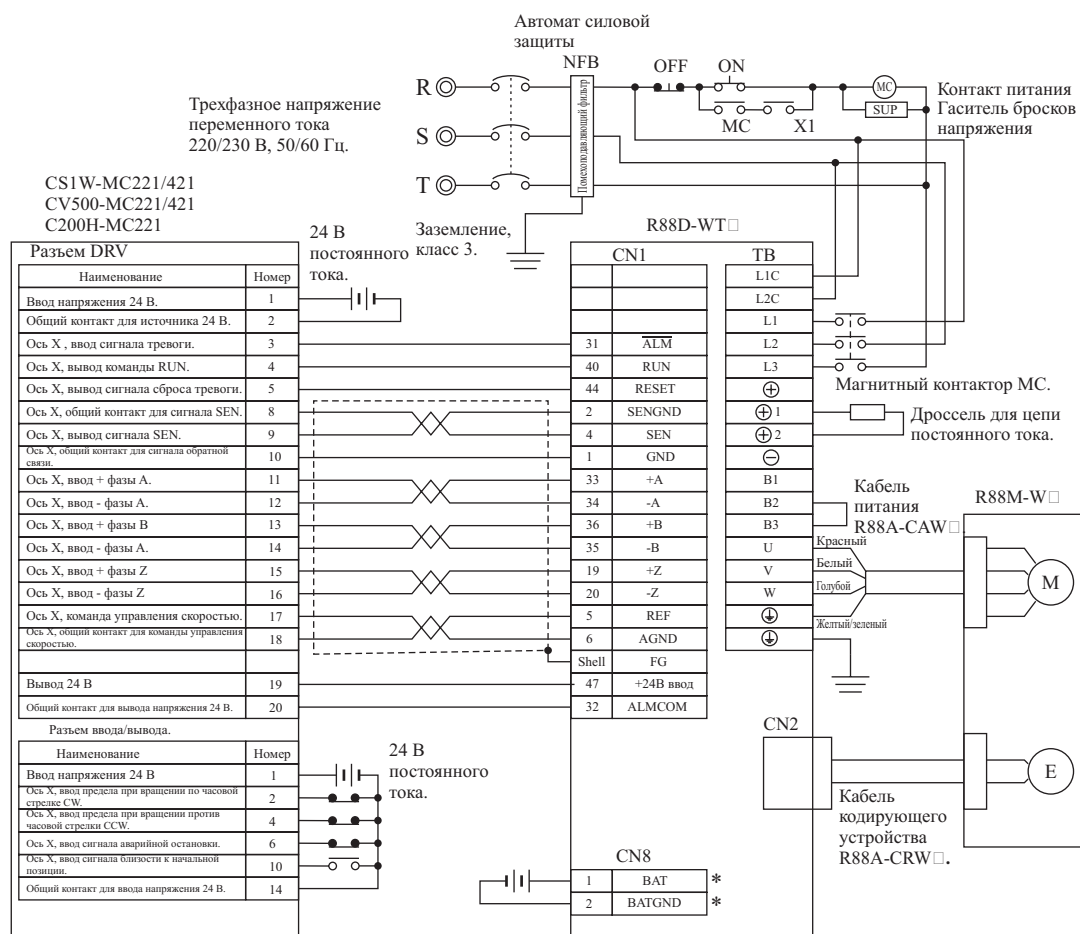 Автомат силовой
защиты
NFB
OFF
ON
R
S
T
Помехоподавляющий фильтр
MC
X1
MC
SUP
Контакт питания
Гаситель бросков
напряжения
Трехфазное напряжение
переменного тока
220/230 В, 50/60 Гц.
CS1W-MC221/421
CV500-MC221/421
C200H-MC221
24 В
постоянного
тока.
Заземление,
класс 3.
R88D-WT□
Разъем DRV
Наименование Номер
Ввод напряжения 24 В. 1
Общий контакт для источника 24 В. 2
Ось X , ввод сигнала тревоги. 3
Ось X, вывод команды RUN. 4
Ось X, вывод сигнала сброса тревоги. 5
Ось X, общий контакт для сигнала SEN. 8
Ось X, вывод сигнала SEN. 9
Ось X, общий контакт для сигнала обратной
связи. 10
Ось X, ввод + фазы A. 11
Ось X, ввод - фазы A. 12
Ось X, ввод + фазы B 13
Ось X, ввод - фазы A. 14
Ось X, ввод + фазы Z 15
Ось X, ввод - фазы Z 16
Ось X, команда управления скоростью. 17
Ось X, общий контакт для команды управления
скоростью. 18
Вывод 24 В 19
Общий контакт для вывода напряжения 24 В. 20
CN1
31 ALM
40 RUN
44 RESET
2 SENGND
4 SEN
1 GND
33 +A
34 -A
36 +B
35 -B
19 +Z
20 -Z
5 REF
6 AGND
Shell FG
47 +24В ввод
32 ALMCOM
TB
L1C
L2C
L1
L2
L3
⊕
⊕ 1
⊕ 2
⊖
B1
B2
B3
U
V
W
Магнитный контактор MC.
Дроссель для цепи
постоянного тока.
Кабель
питания
R88A-CAW□.
R88M-W□
Красный
Белый
Голубой
Желтый/зеленый
M
Разъем ввода/вывода.
Наименование Номер
Ввод напряжения 24 В 1
Ось X, ввод предела при вращении по часовой
стрелке CW. 2
Ось X, ввод предела при вращении против
часовой стрелки CCW. 4
Ось X, ввод сигнала аварийной остановки. 6
Ось X, ввод сигнала близости к начальной
позиции. 10
Общий контакт для ввода напряжения 24 В. 14
24 В
постоянного
тока.
CN2
E
Кабель
кодирующего
устройства
R88A-CRW□.
CN8
1 BAT *
2 BATGND *